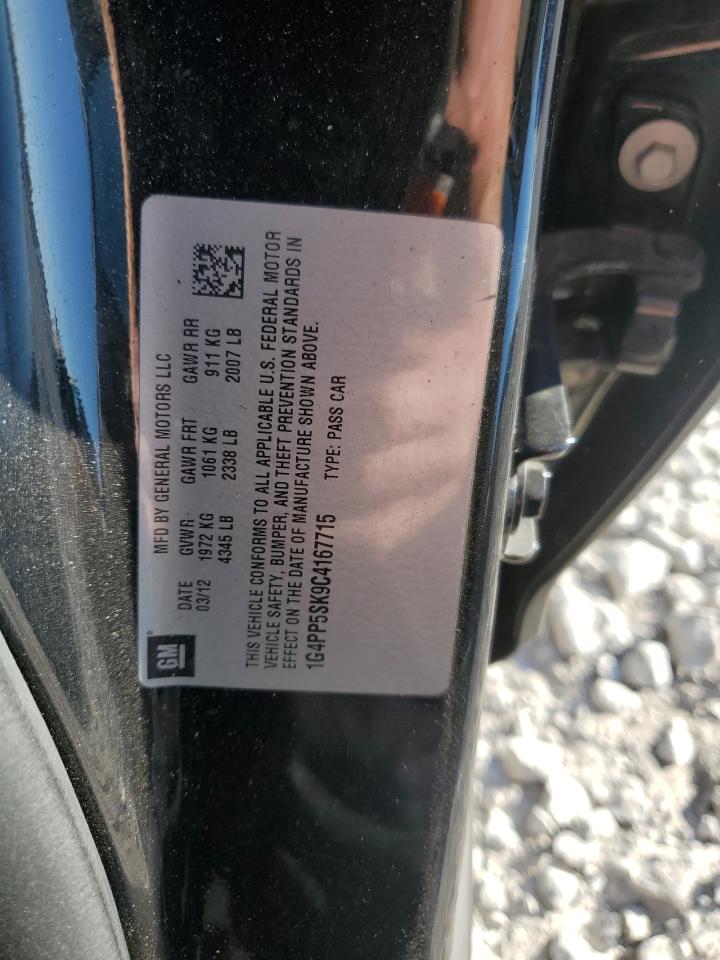 GM
MFD BY GENERAL MOTORS LLC
DATE GVWR GAWR FRT GAWR RR
03/12 1972 KG 1061 KG 911 KG
4345 LB 2338 LB 2007 LB
THIS VEHICLE CONFORMS TO ALL APPLICABLE U.S. FEDERAL MOTOR
VEHICLE SAFETY, BUMPER, AND THEFT PREVENTION STANDARDS IN
EFFECT ON THE DATE OF MANUFACTURE SHOWN ABOVE.
1G4PP5SK9C4167715 TYPE: PASS CAR